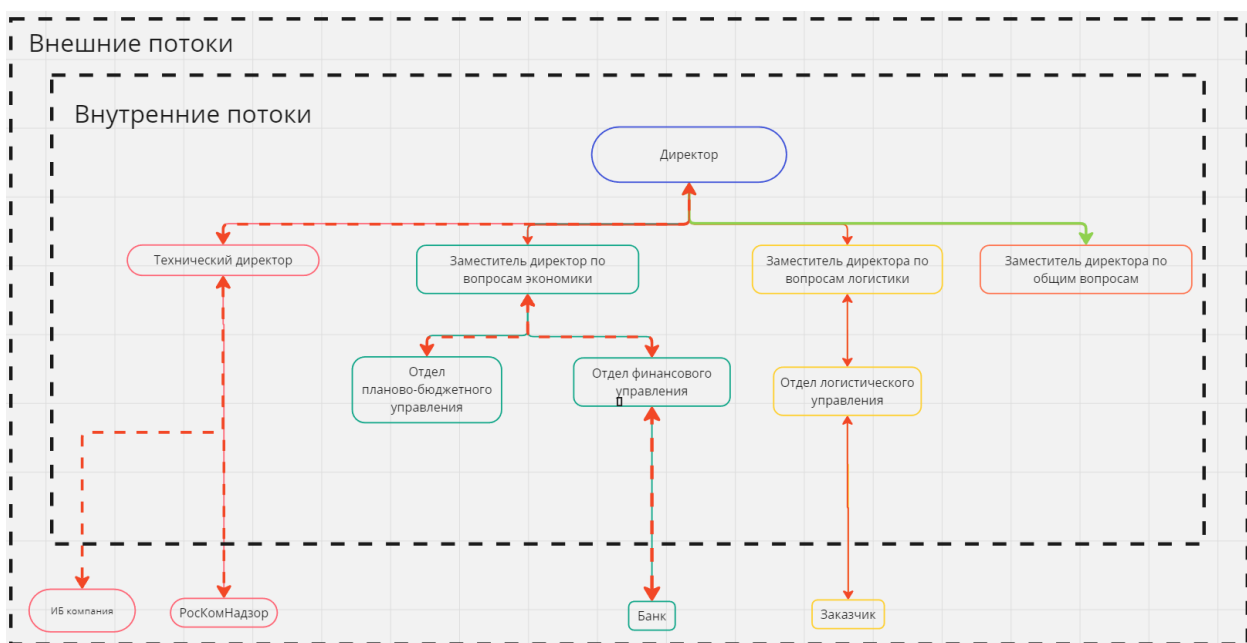 Внешние потоки
Внутренние потоки
Директор
Технический директор
Заместитель директор по
вопросам экономики
Заместитель директора по
вопросам логистики
Заместитель директора по
общим вопросам
Отдел
планово-бюджетного
управления
Отдел финансового
управления
Отдел логистического
управления
ИБ компания
РосКомНадзор
Банк
Заказчик